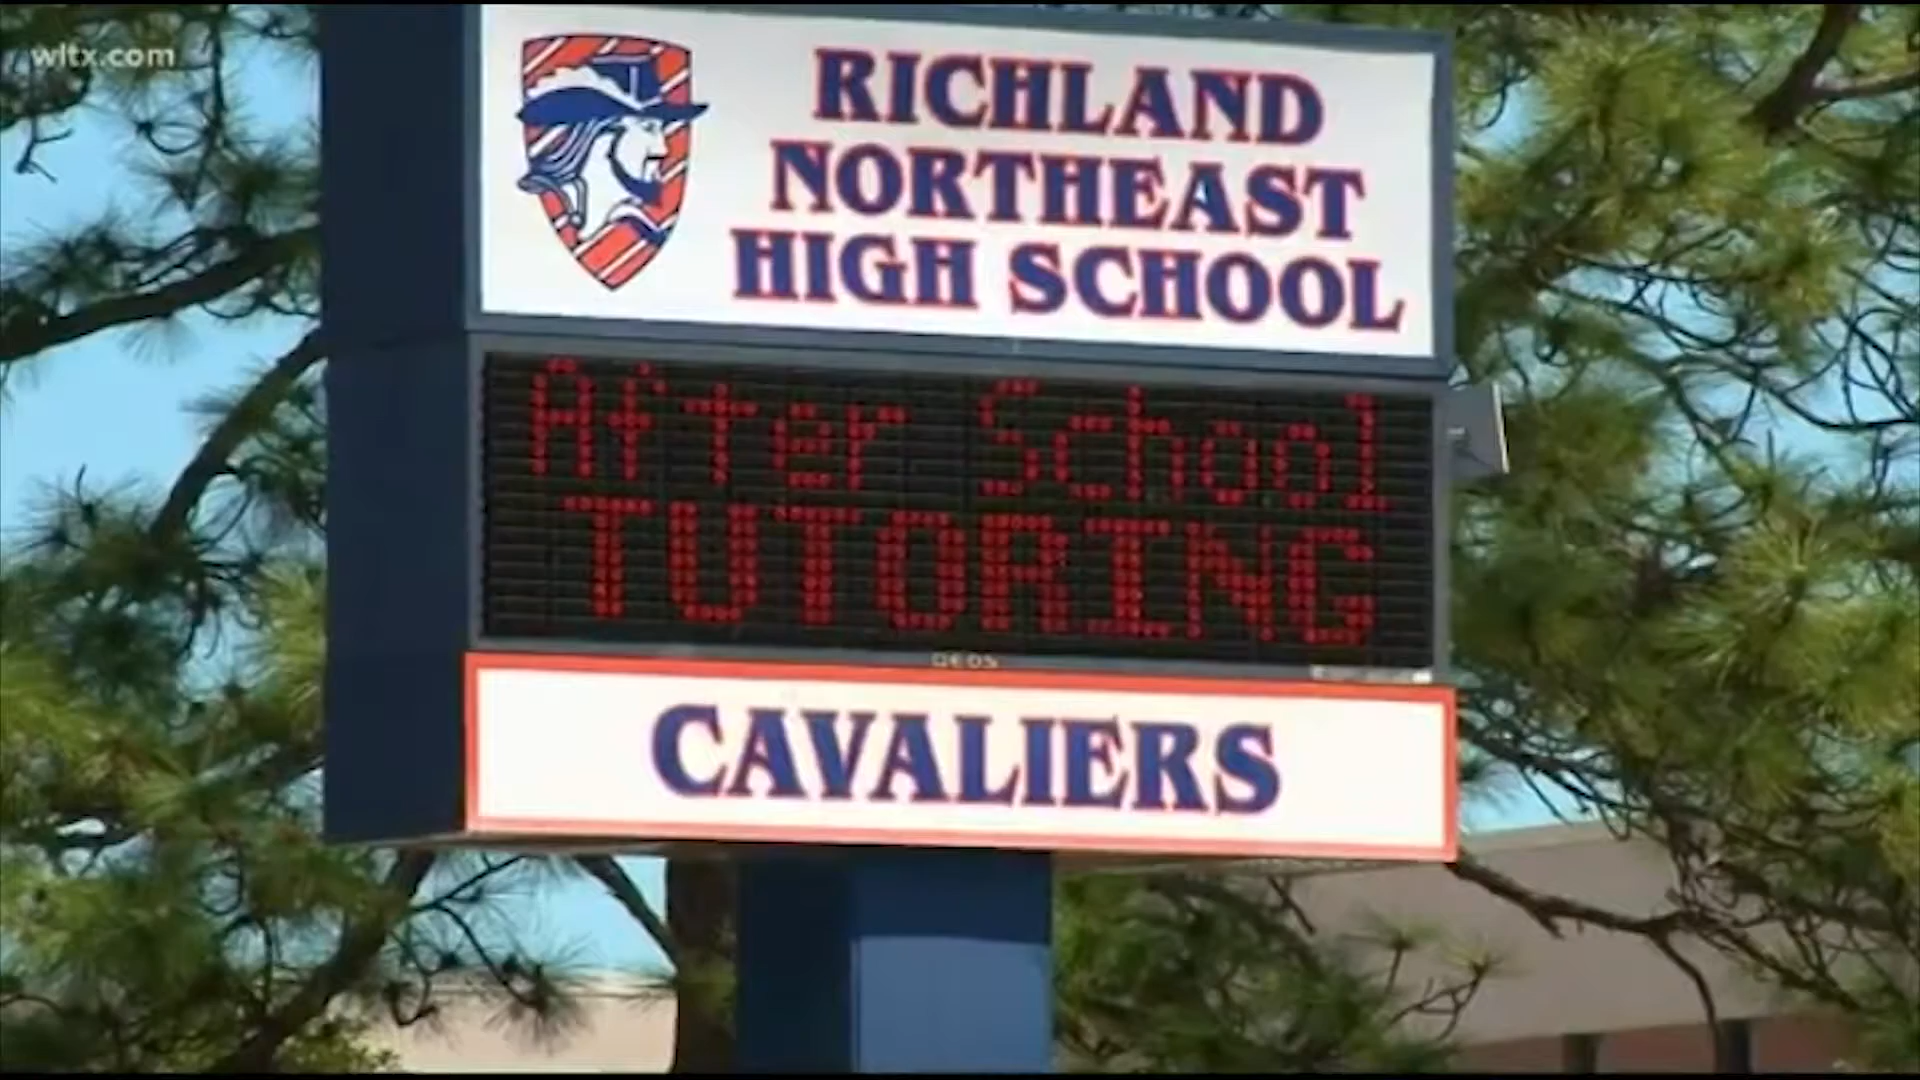 wltx.com
RICHLAND
NORTHEAST
HIGH SCHOOL
After School
TUTORING
CAVALIERS